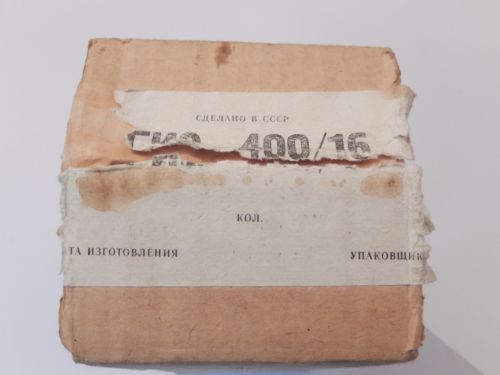 СДЕЛАНО В СССР
400/16
КОЛ.
ТА ИЗГОТОВЛЕНИЯ УПАКОВЩИК